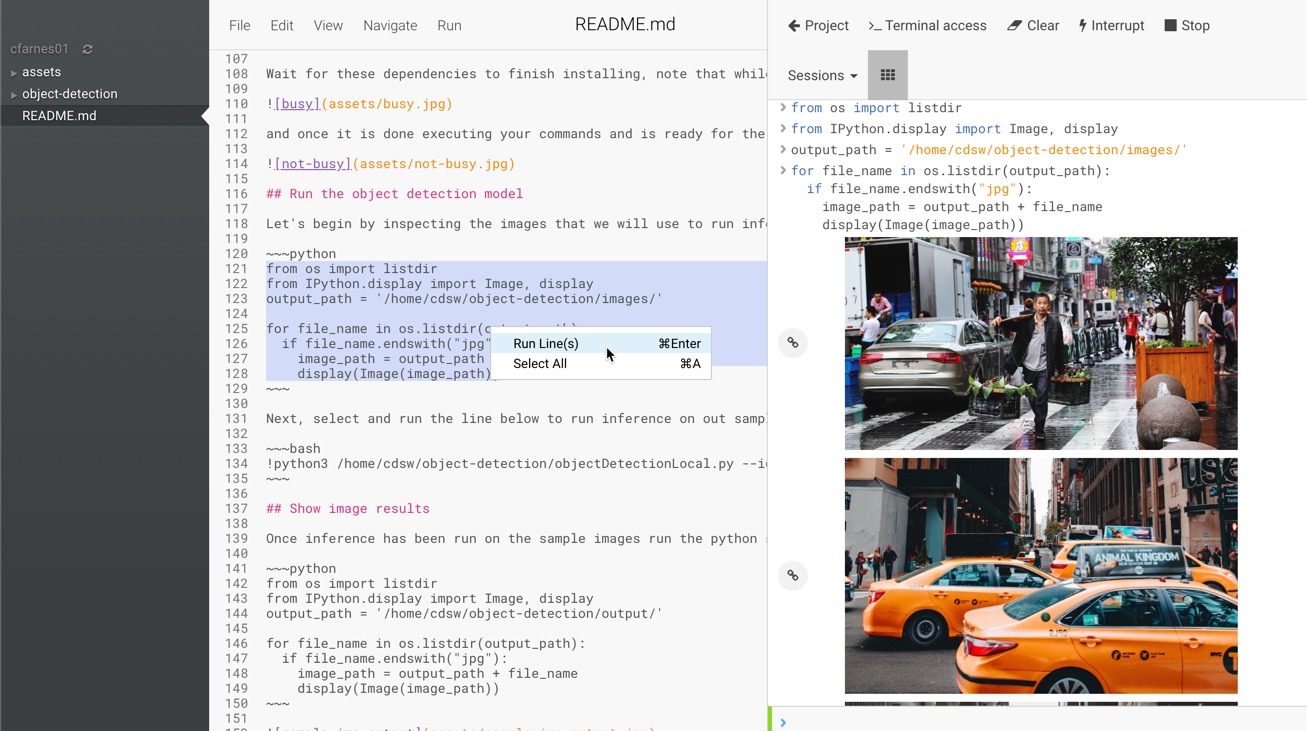 cfarnes01
assets
object-detection
README.md
File Edit View Navigate Run README.md
107
108 Wait for these dependencies to finish installing, note that whil
109
110 ![busy](assets/busy.jpg)
111
112 and once it is done executing your commands and is ready for the
113
114 ![not-busy](assets/not-busy.jpg)
115
116 ## Run the object detection model
117
118 Let's begin by inspecting the images that we will use to run inf
119
120 ~~~python
121 from os import listdir
122 from IPython.display import Image, display
123 output_path = '/home/cdsw/object-detection/images/'
124
125 for file_name in os.listdir(
126 if file_name.endswith("jpg"
127 image_path = output_path
128 display(Image(image_path)
129 ~~~
130
131 Next, select and run the line below to run inference on out samp
132
133 ~~~bash
134 !python3 /home/cdsw/object-detection/objectDetectionLocal.py --i
135 ~~~
136
137 ## Show image results
138
139 Once inference has been run on the sample images run the python
140
141 ~~~python
142 from os import listdir
143 from IPython.display import Image, display
144 output_path = '/home/cdsw/object-detection/output/'
145
146 for file_name in os.listdir(output_path):
147 if file_name.endswith("jpg"):
148 image_path = output_path + file_name
149 display(Image(image_path))
150 ~~~
151
Run Line(s) ⌘Enter
Select All ⌘A
Project Terminal access Clear Interrupt Stop
Sessions
from os import listdir
from IPython.display import Image, display
output_path = '/home/cdsw/object-detection/images/'
for file_name in os.listdir(output_path):
if file_name.endswith("jpg"):
image_path = output_path + file_name
display(Image(image_path))
use
ANIMAL KINGDOM
NYC